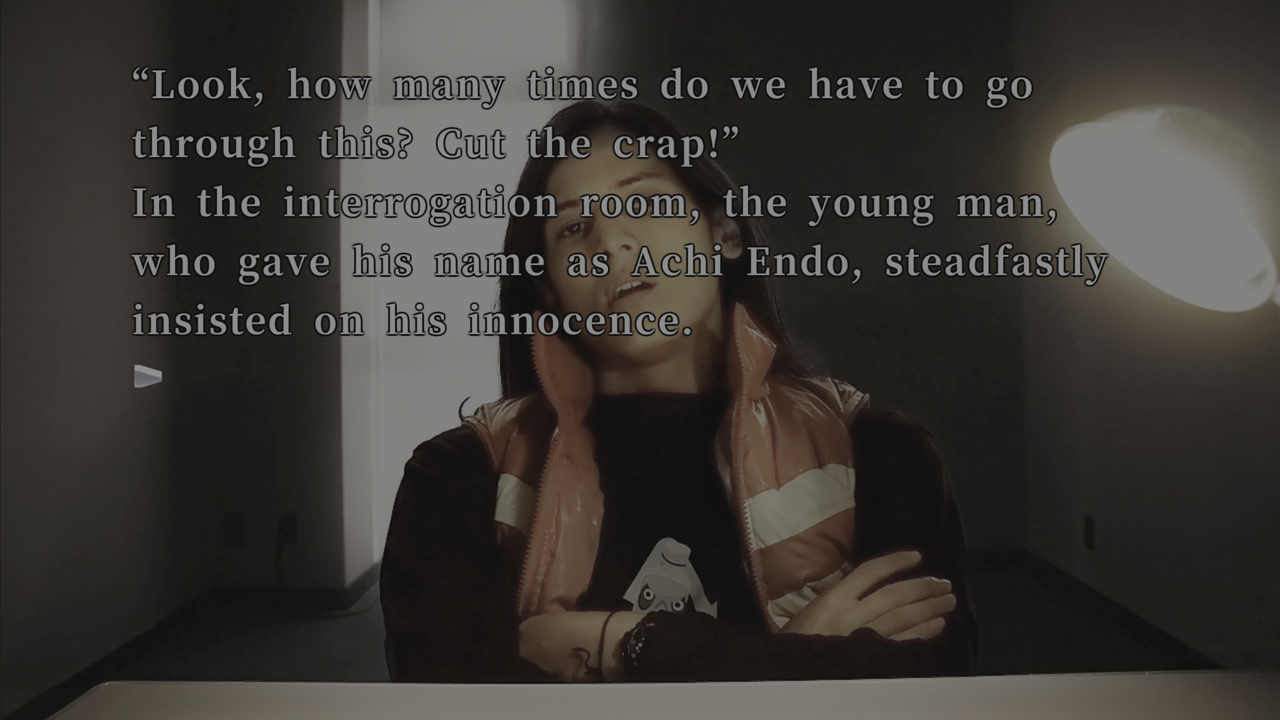 “Look, how many times do we have to go
through this? Cut the crap!”
In the interrogation room, the young man,
who gave his name as Achi Endo, steadfastly
insisted on his innocence.